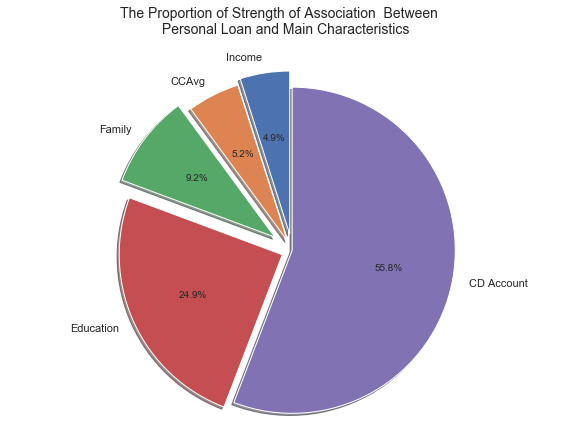 The Proportion of Strength of Association  Between
Personal Loan and Main Characteristics
Income
CCAvg
Family
Education
CD Account
4.9%
5.2%
9.2%
24.9%
55.8%